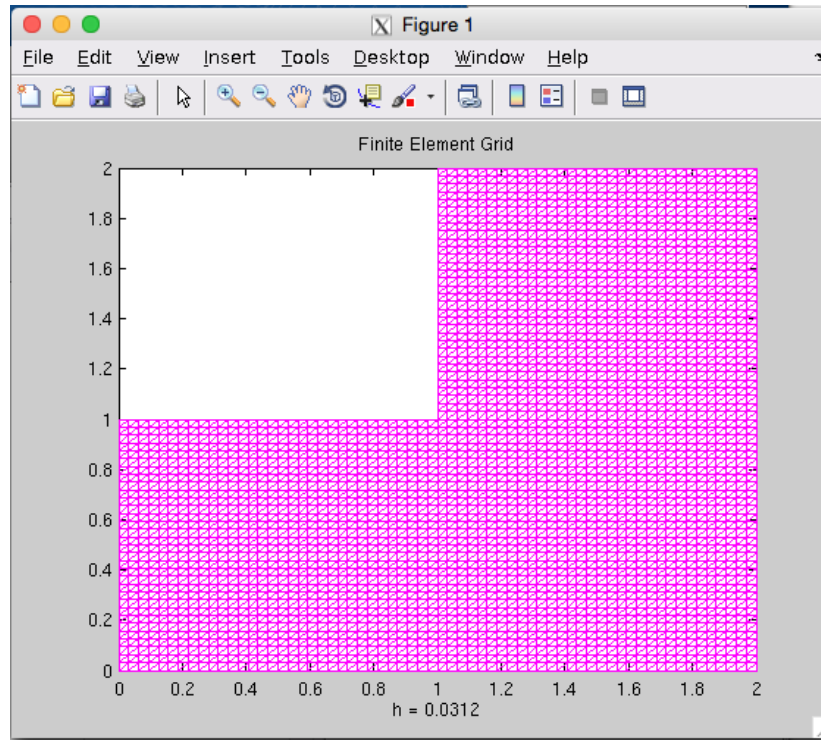 Figure 1
File Edit View Insert Tools Desktop Window Help
Finite Element Grid
2
1.8
1.6
1.4
1.2
1
0.8
0.6
0.4
0.2
0
0 0.2 0.4 0.6 0.8 1 1.2 1.4 1.6 1.8 2
h = 0.0312